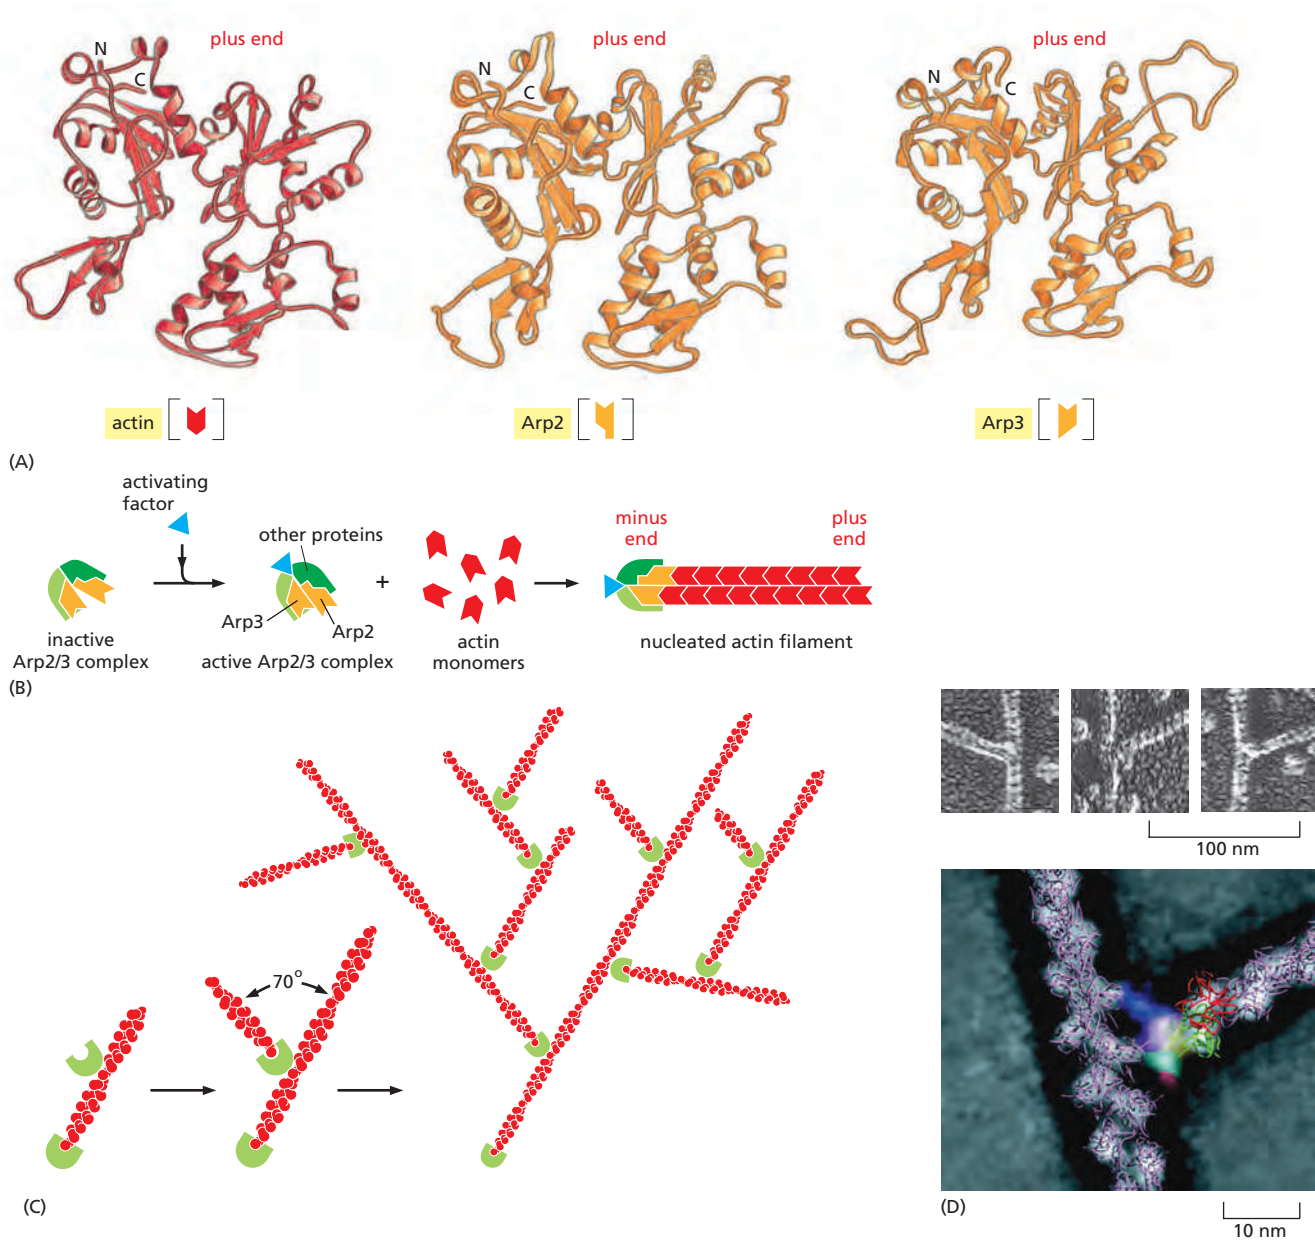 plus end
plus end
plus end
N
C
N
C
N
C
actin
Arp2
Arp3
(A)
activating
factor
other proteins
Arp3
Arp2
+
minus
end
plus
end
inactive
Arp2/3 complex
active Arp2/3 complex
actin
monomers
nucleated actin filament
(B)
70°
(C)
100 nm
(D)
10 nm